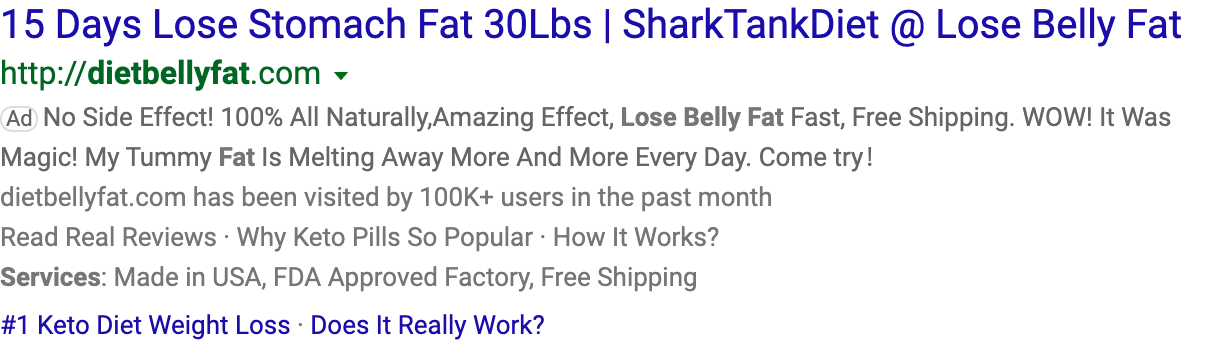 15 Days Lose Stomach Fat 30Lbs | SharkTankDiet @ Lose Belly Fat
http://dietbellyfat.com
Ad No Side Effect! 100% All Naturally,Amazing Effect, Lose Belly Fat Fast, Free Shipping. WOW! It Was
Magic! My Tummy Fat Is Melting Away More And More Every Day. Come try!
dietbellyfat.com has been visited by 100K+ users in the past month
Read Real Reviews · Why Keto Pills So Popular · How It Works?
Services: Made in USA, FDA Approved Factory, Free Shipping
#1 Keto Diet Weight Loss · Does It Really Work?